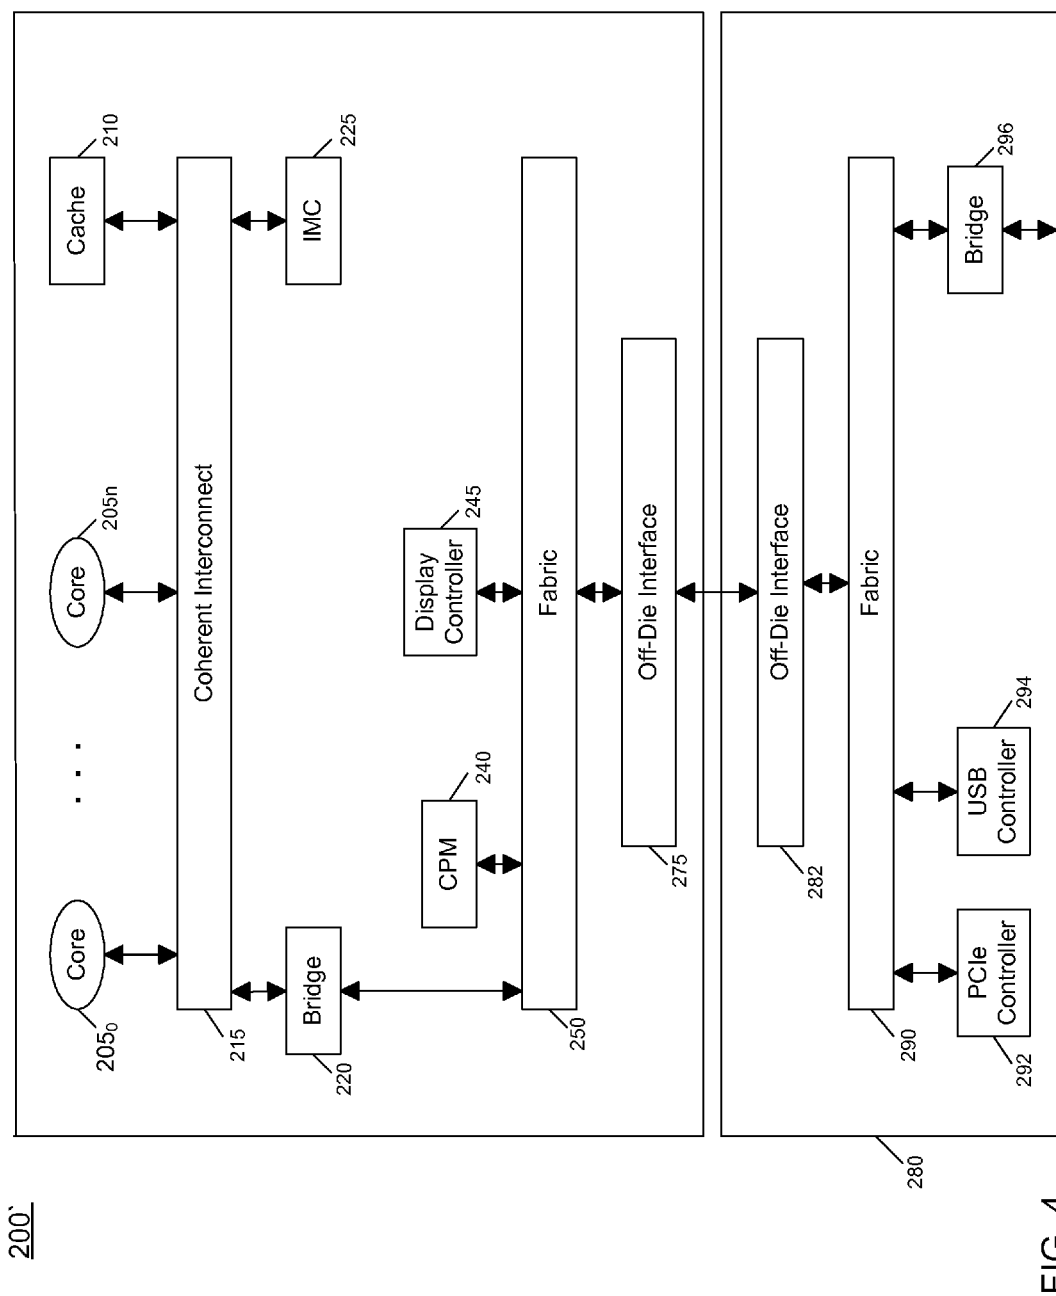 200`
Core
205₀
. . .
Core
205n
Cache
210
Coherent Interconnect
215
Bridge
220
IMC
225
CPM
240
Display
Controller
245
Fabric
250
Off-Die Interface
275
280
Off-Die Interface
282
Fabric
290
PCIe
Controller
292
USB
Controller
294
Bridge
296
FIG. 4